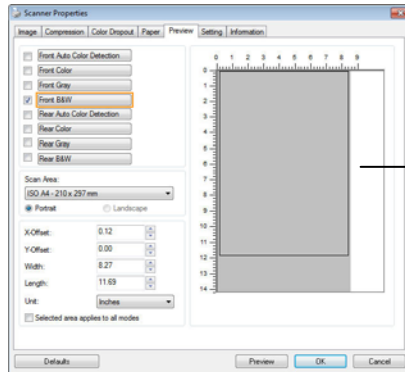 Scanner Properties
Image Compression Color Dropout Paper Preview Setting Information
Front Auto Color Detection
Front Color
Front Gray
Front B&W
Rear Auto Color Detection
Rear Color
Rear Gray
Rear B&W
Scan Area:
ISO A4 - 210 x 297 mm
Portrait Landscape
X-Offset: 0.12
Y-Offset: 0.00
Width: 8.27
Length: 11.69
Unit: Inches
Selected area applies to all modes
0 1 2 3 4 5 6 7 8 9
0
1
2
3
4
5
6
7
8
9
10
11
12
13
14
Defaults Preview OK Cancel